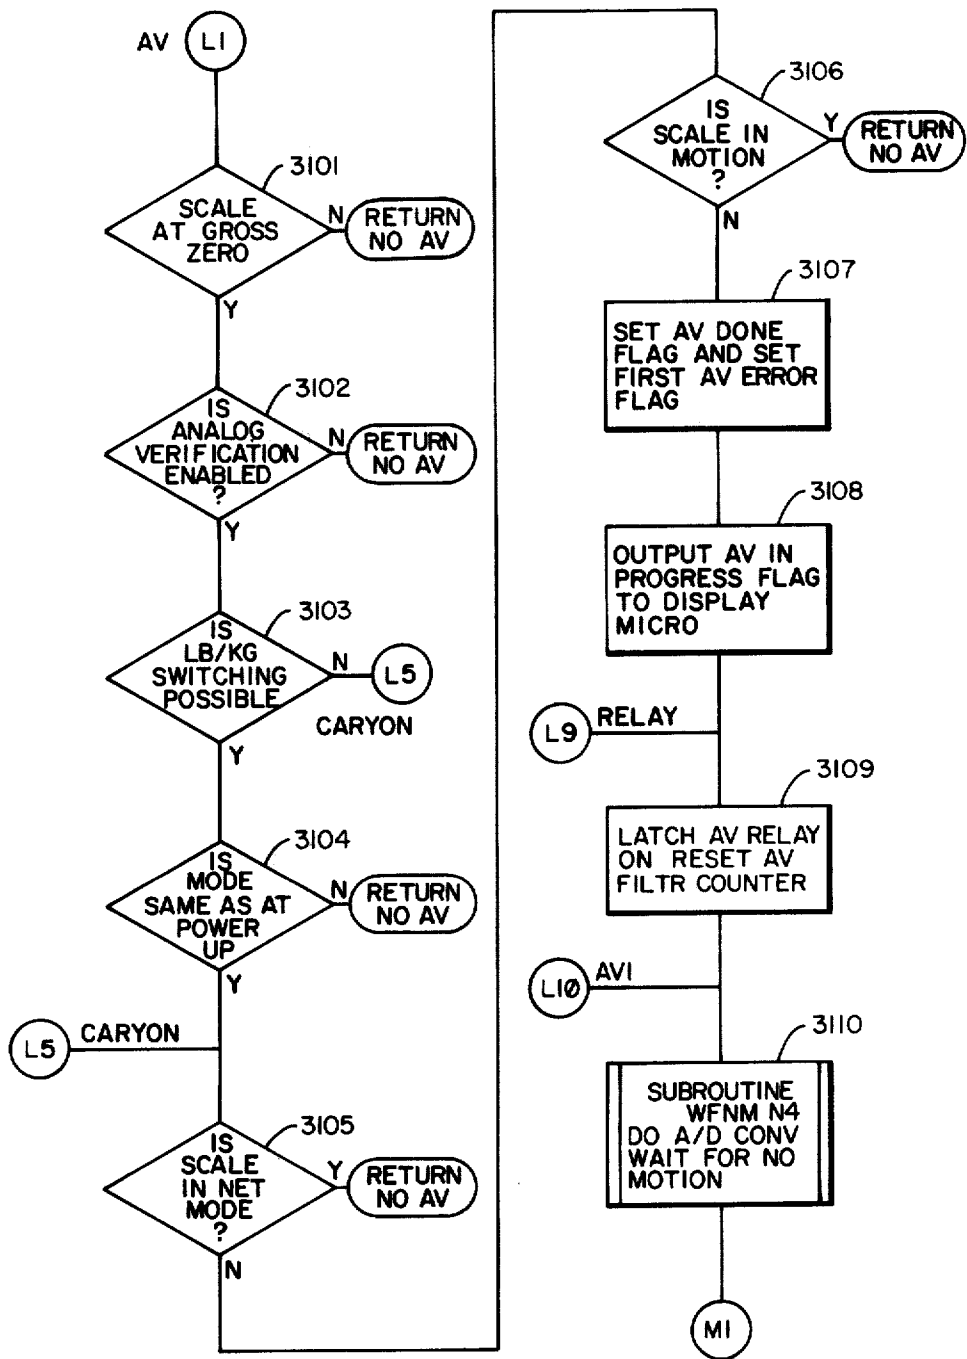 AV
L1
3101
SCALE
AT GROSS
ZERO
N
RETURN
NO AV
Y
3102
IS
ANALOG
VERIFICATION
ENABLED
?
N
RETURN
NO AV
Y
3103
IS
LB/KG
SWITCHING
POSSIBLE
N
L5
CARYON
Y
3104
IS
MODE
SAME AS AT
POWER
UP
N
RETURN
NO AV
Y
L5
CARYON
3105
IS
SCALE
IN NET
MODE
?
Y
RETURN
NO AV
N
3106
IS
SCALE IN
MOTION
?
Y
RETURN
NO AV
N
3107
SET AV DONE
FLAG AND SET
FIRST AV ERROR
FLAG
3108
OUTPUT AV IN
PROGRESS FLAG
TO DISPLAY
MICRO
L9
RELAY
3109
LATCH AV RELAY
ON RESET AV
FILTR COUNTER
L10
AV1
3110
SUBROUTINE
WFNM N4
DO A/D CONV
WAIT FOR NO
MOTION
M1